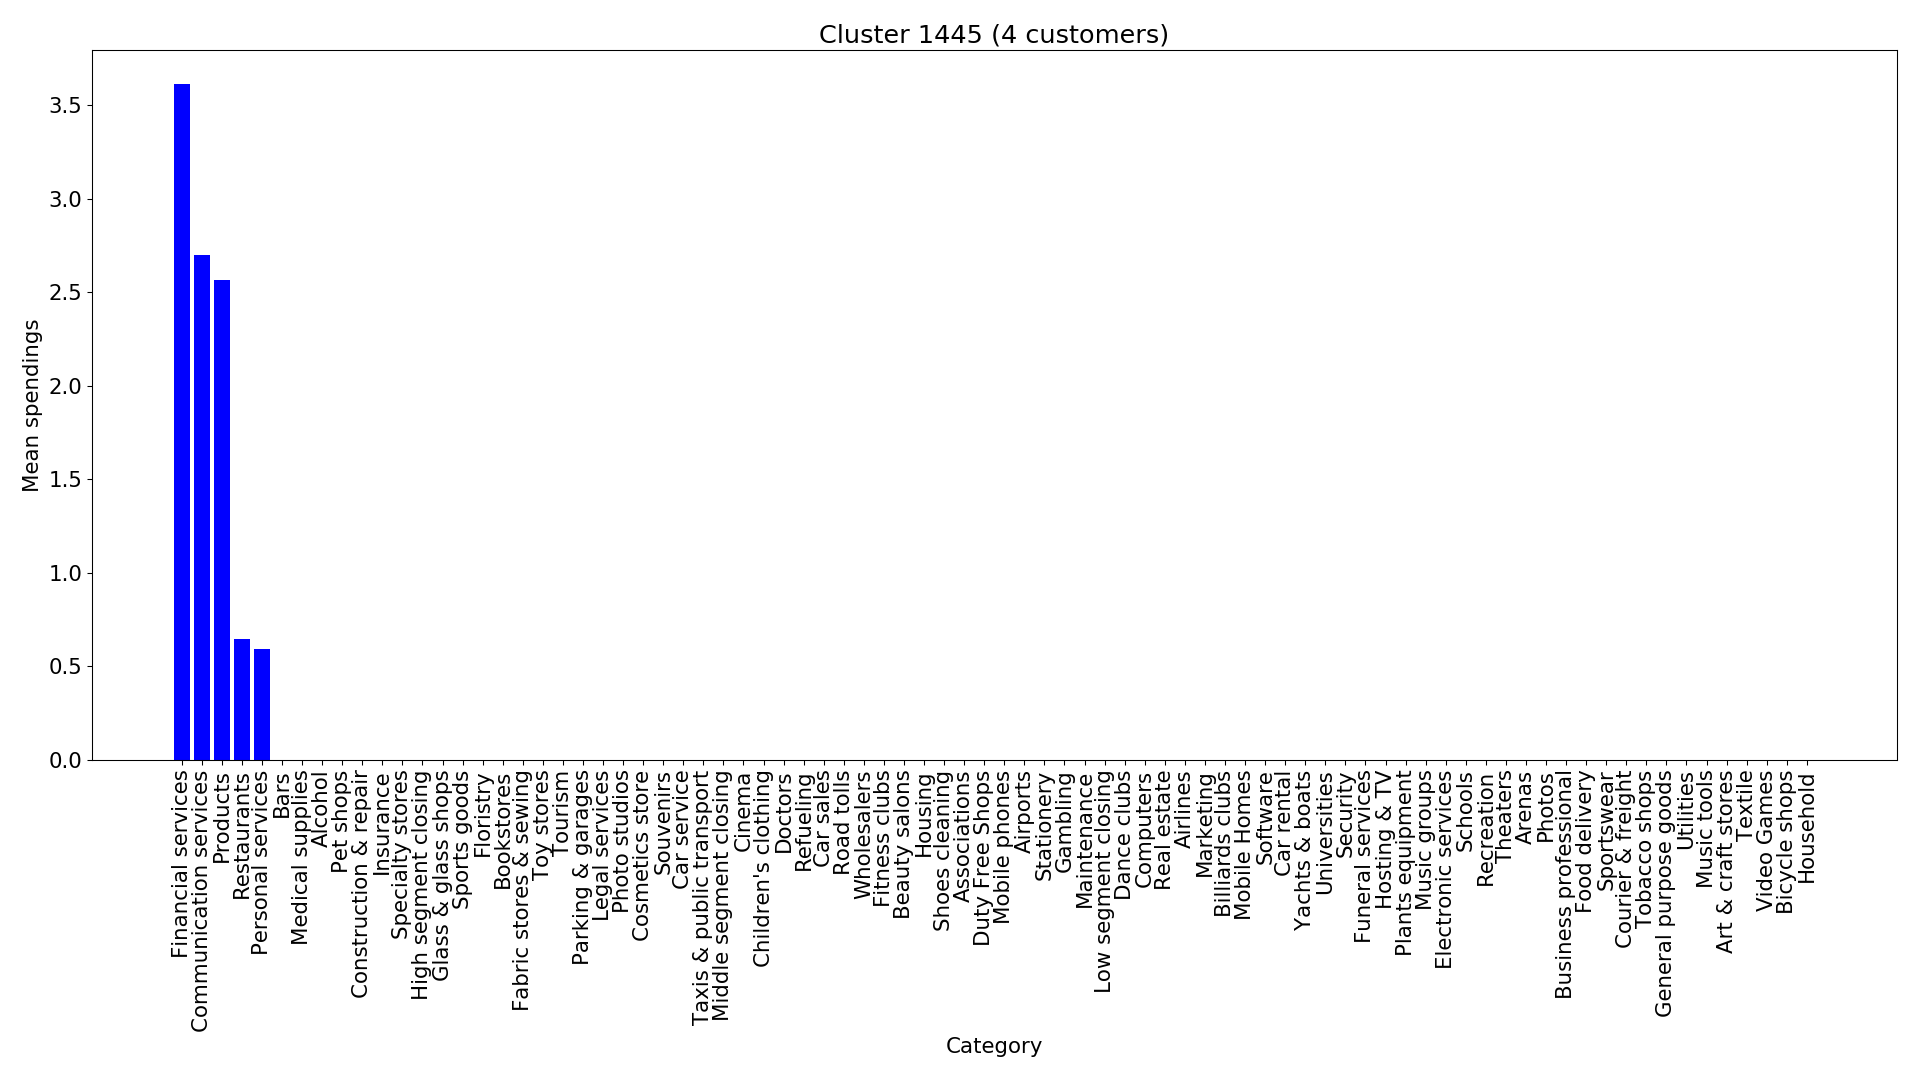 Cluster 1445 (4 customers)
Mean spendings
3.5
3.0
2.5
2.0
1.5
1.0
0.5
0.0
Financial services
Communication services
Products
Restaurants
Personal services
Bars
Medical supplies
Alcohol
Pet shops
Construction & repair
Insurance
Specialty stores
High segment closing
Glass & glass shops
Sports goods
Floristry
Bookstores
Fabric stores & sewing
Toy stores
Tourism
Parking & garages
Legal services
Photo studios
Cosmetics store
Souvenirs
Car service
Taxis & public transport
Middle segment closing
Cinema
Children's clothing
Doctors
Refueling
Car sales
Road tolls
Wholesalers
Fitness clubs
Beauty salons
Housing
Shoes cleaning
Associations
Duty Free Shops
Mobile phones
Airports
Stationery
Gambling
Maintenance
Low segment closing
Dance clubs
Computers
Real estate
Airlines
Marketing
Billiards clubs
Mobile Homes
Software
Car rental
Yachts & boats
Universities
Security
Funeral services
Hosting & TV
Plants equipment
Music groups
Electronic services
Schools
Recreation
Theaters
Arenas
Photos
Business professional
Food delivery
Sportswear
Courier & freight
Tobacco shops
General purpose goods
Utilities
Music tools
Art & craft stores
Textile
Video Games
Bicycle shops
Household
Category